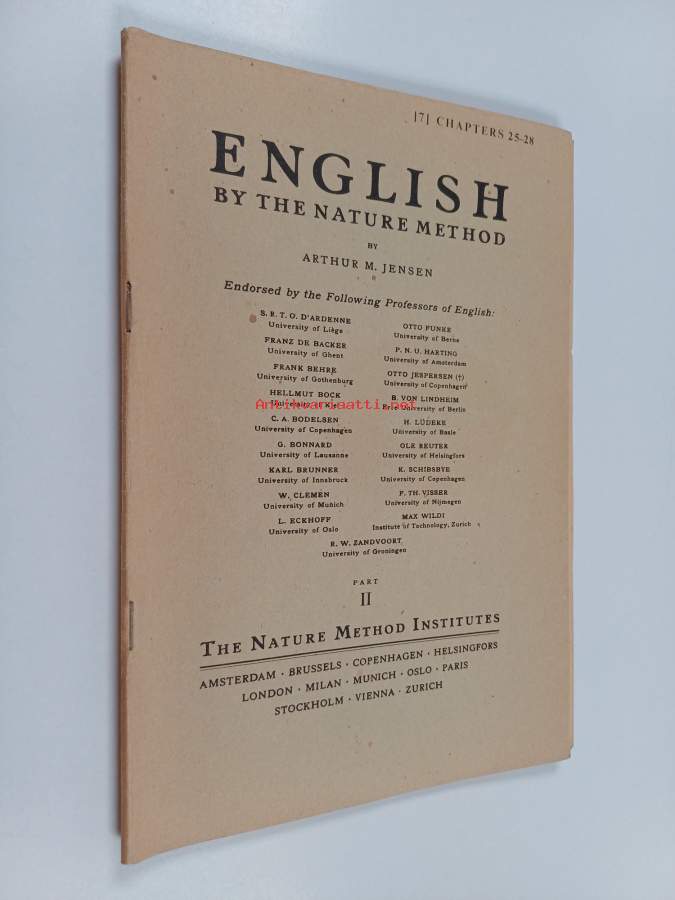 [7] CHAPTERS 25-28
ENGLISH
BY THE NATURE METHOD
BY
ARTHUR M. JENSEN
Endorsed by the Following Professors of English:
S. R. T. O. D'ARDENNE
University of Liège
FRANZ DE BACKER
University of Ghent
FRANK BEHRE
University of Gothenburg
HELLMUT BOCK
University of Kiel
C. A. BODELSEN
University of Copenhagen
G. BONNARD
University of Lausanne
KARL BRUNNER
University of Innsbruck
W. CLEMEN
University of Munich
L. ECKHOFF
University of Oslo
OTTO FUNKE
University of Berne
P. N. U. HARTING
University of Amsterdam
OTTO JESPERSEN (†)
University of Copenhagen
B. VON LINDHEIM
Free University of Berlin
H. LÜDEKE
University of Basle
OLE REUTER
University of Helsingfors
K. SCHIBSBYE
University of Copenhagen
F. TH. VISSER
University of Nijmegen
MAX WILDI
Institute of Technology, Zurich
R. W. ZANDVOORT
University of Groningen
Antikvariaatti.net
PART
II
THE NATURE METHOD INSTITUTES
AMSTERDAM · BRUSSELS · COPENHAGEN · HELSINGFORS
LONDON · MILAN · MUNICH · OSLO · PARIS
STOCKHOLM · VIENNA · ZURICH